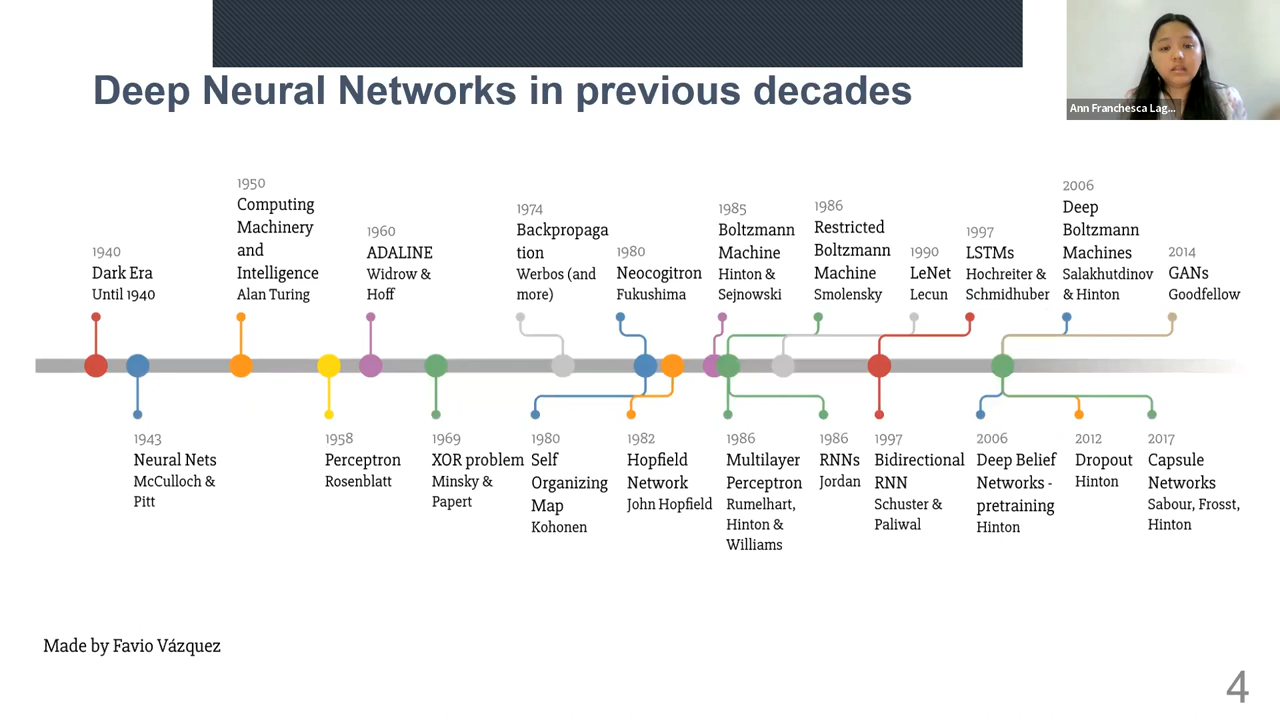 Ann Franchesca Lag...
Deep Neural Networks in previous decades
1940
Dark Era
Until 1940
1950
Computing
Machinery
and
Intelligence
Alan Turing
1960
ADALINE
Widrow &
Hoff
1974
Backpropaga
tion
Werbos (and
more)
1980
Neocogitron
Fukushima
1985
Boltzmann
Machine
Hinton &
Sejnowski
1986
Restricted
Boltzmann
Machine
Smolensky
1990
LeNet
Lecun
1997
LSTMs
Hochreiter &
Schmidhuber
2006
Deep
Boltzmann
Machines
Salakhutdinov
& Hinton
2014
GANs
Goodfellow
1943
Neural Nets
McCulloch &
Pitt
1958
Perceptron
Rosenblatt
1969
XOR problem
Minsky &
Papert
1980
Self
Organizing
Map
Kohonen
1982
Hopfield
Network
John Hopfield
1986
Multilayer
Perceptron
Rumelhart,
Hinton &
Williams
1986
RNNs
Jordan
1997
Bidirectional
RNN
Schuster &
Paliwal
2006
Deep Belief
Networks -
pretraining
Hinton
2012
Dropout
Hinton
2017
Capsule
Networks
Sabour, Frosst,
Hinton
Made by Favio Vázquez
4